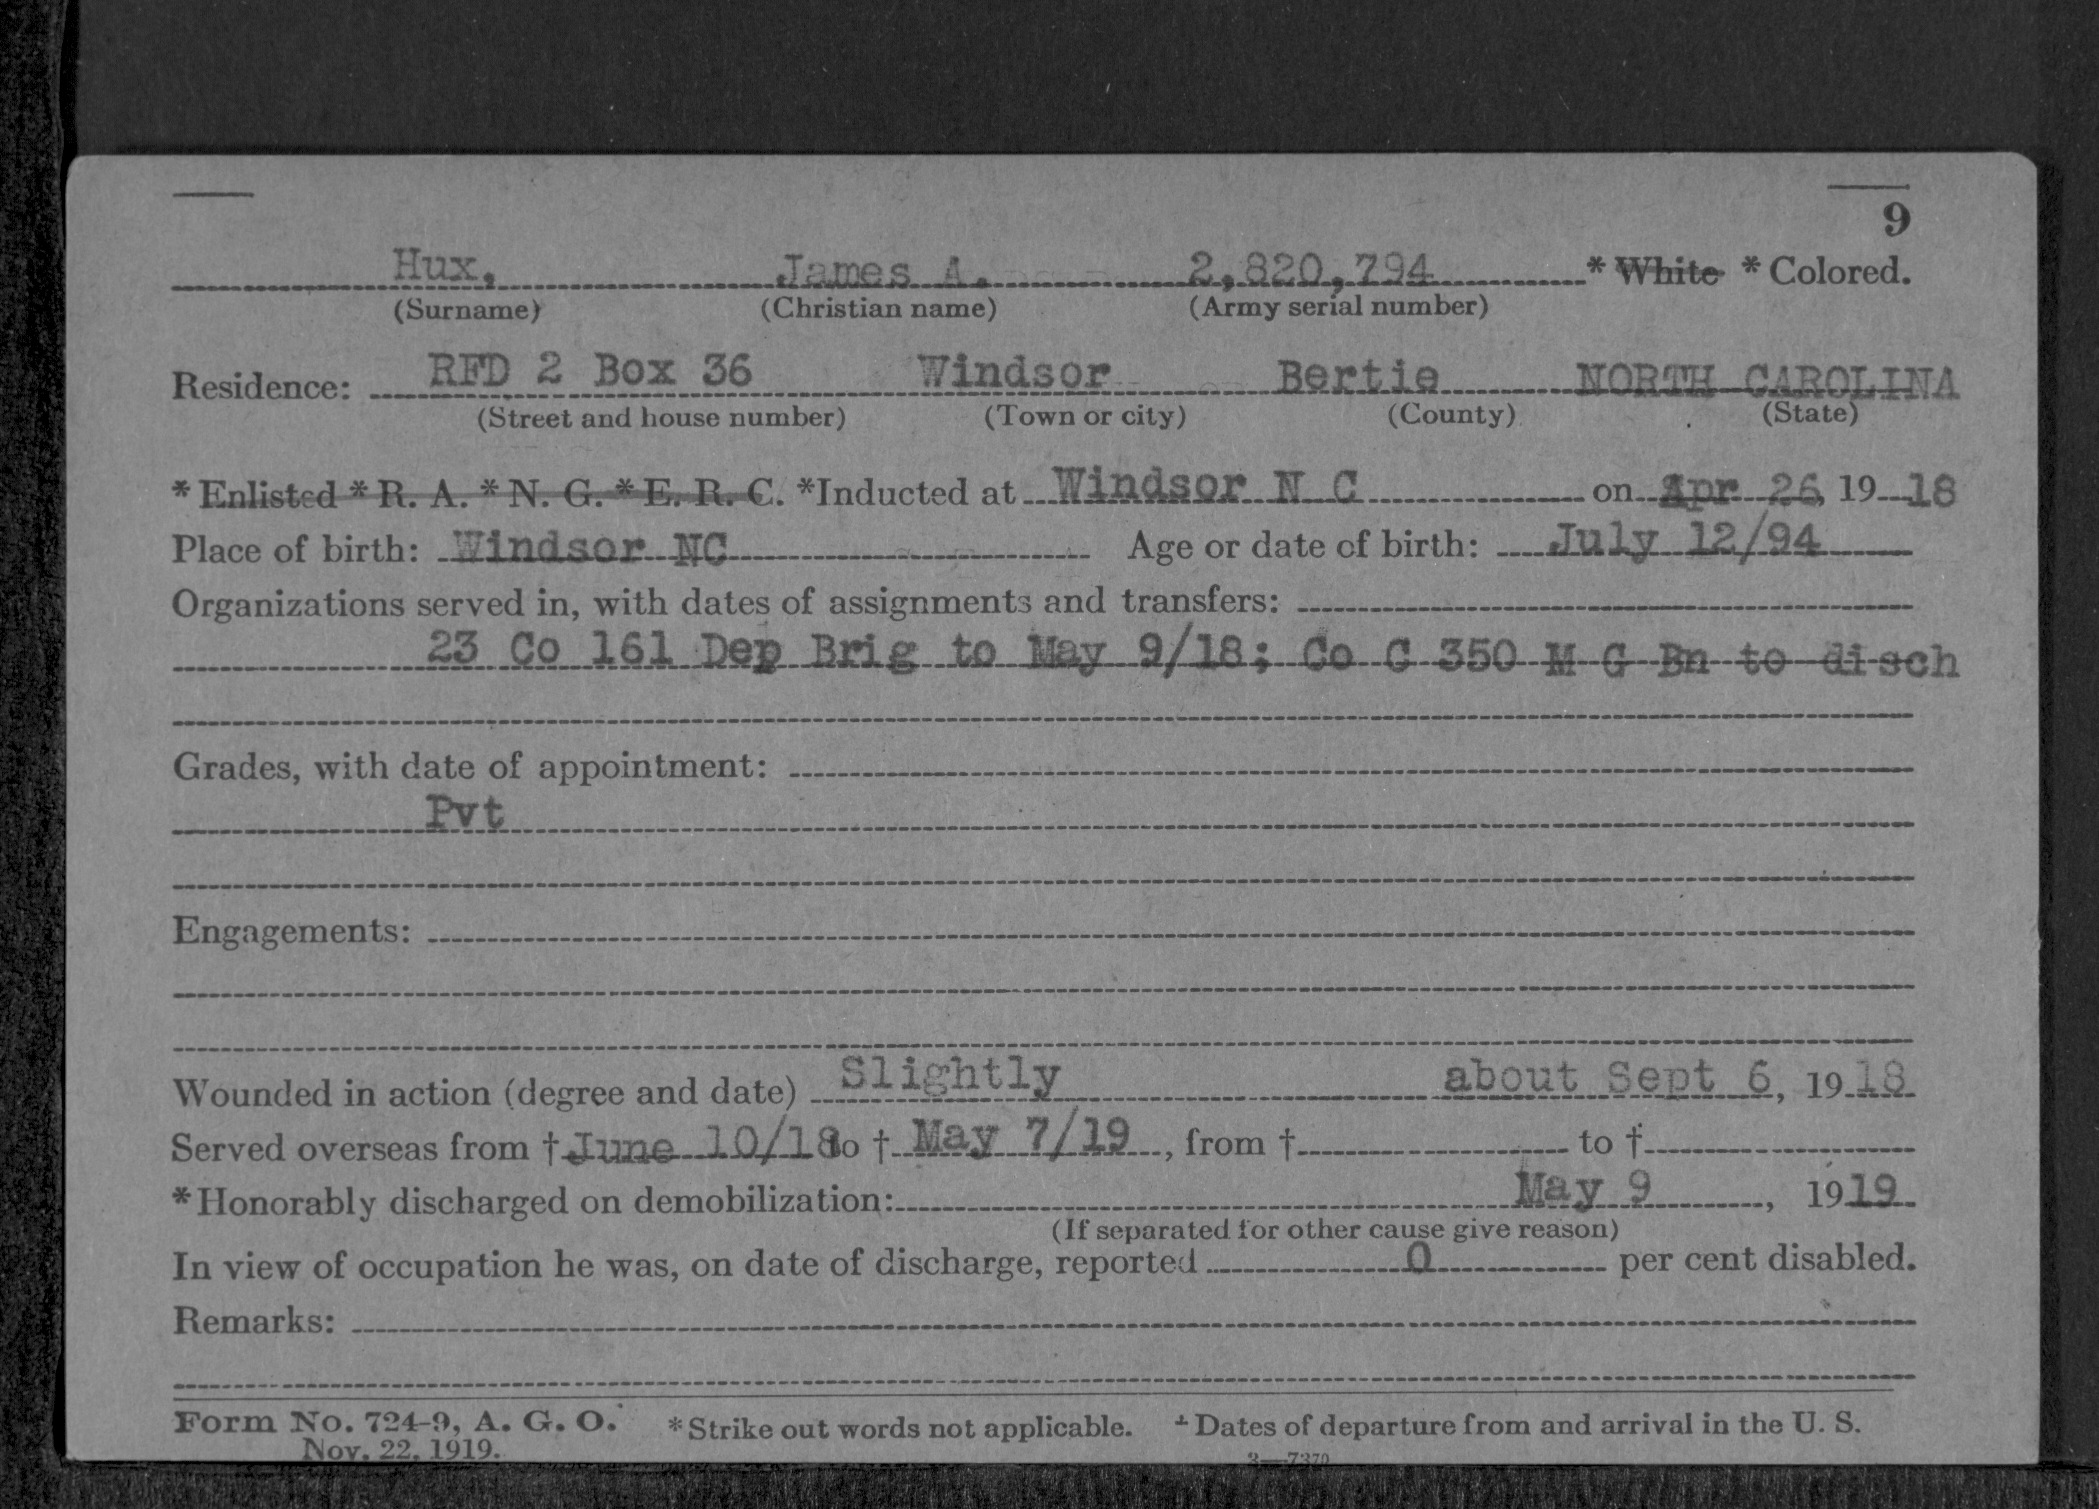 9
Hux, James A. 2,820,794 * White * Colored.
(Surname) (Christian name) (Army serial number)
Residence: RFD 2 Box 36 Windsor Bertie NORTH CAROLINA
(Street and house number) (Town or city) (County) (State)
* Enlisted * R. A. * N. G. * E. R. C. *Inducted at Windsor N C on Apr 26, 19 18
Place of birth: Windsor NC Age or date of birth: July 12/94
Organizations served in, with dates of assignments and transfers:
23 Co 161 Dep Brig to May 9/18; Co C 350 M G Bn to disch
Grades, with date of appointment:
Pvt
Engagements:
Wounded in action (degree and date) Slightly about Sept 6, 19 18
Served overseas from † June 10/18 to † May 7/19, from † to †
* Honorably discharged on demobilization: May 9, 19 19
(If separated for other cause give reason)
In view of occupation he was, on date of discharge, reported 0 per cent disabled.
Remarks:
Form No. 724-9, A. G. O. * Strike out words not applicable. † Dates of departure from and arrival in the U. S.
Nov. 22, 1919. 3—7370